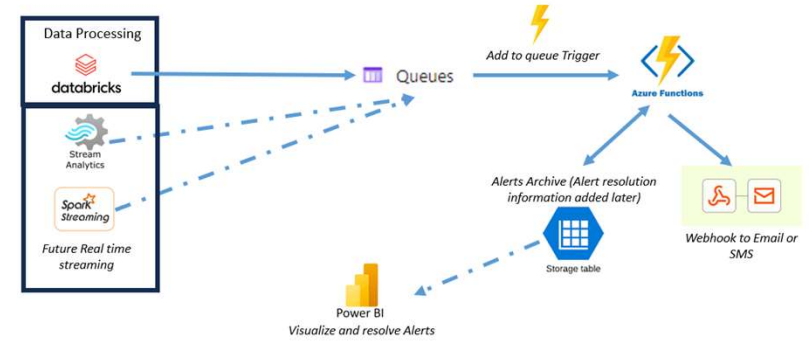 Data Processing
databricks
Stream
Analytics
Spark
Streaming
Future Real time
streaming
Queues
Add to queue Trigger
Azure Functions
Alerts Archive (Alert resolution
information added later)
Storage table
Webhook to Email or
SMS
Power BI
Visualize and resolve Alerts